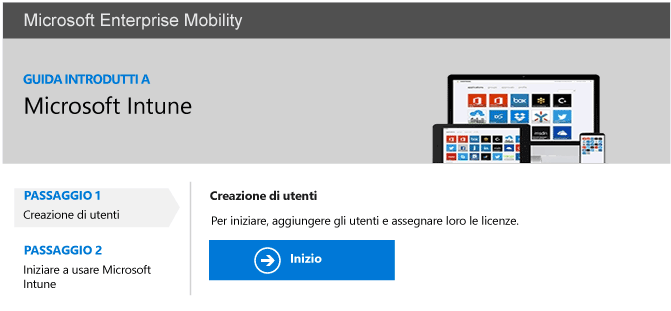 Microsoft Enterprise Mobility
GUIDA INTRODUTTI A
Microsoft Intune
box
PASSAGGIO 1
Creazione di utenti
PASSAGGIO 2
Iniziare a usare Microsoft
Intune
Creazione di utenti
Per iniziare, aggiungere gli utenti e assegnare loro le licenze.
Inizio